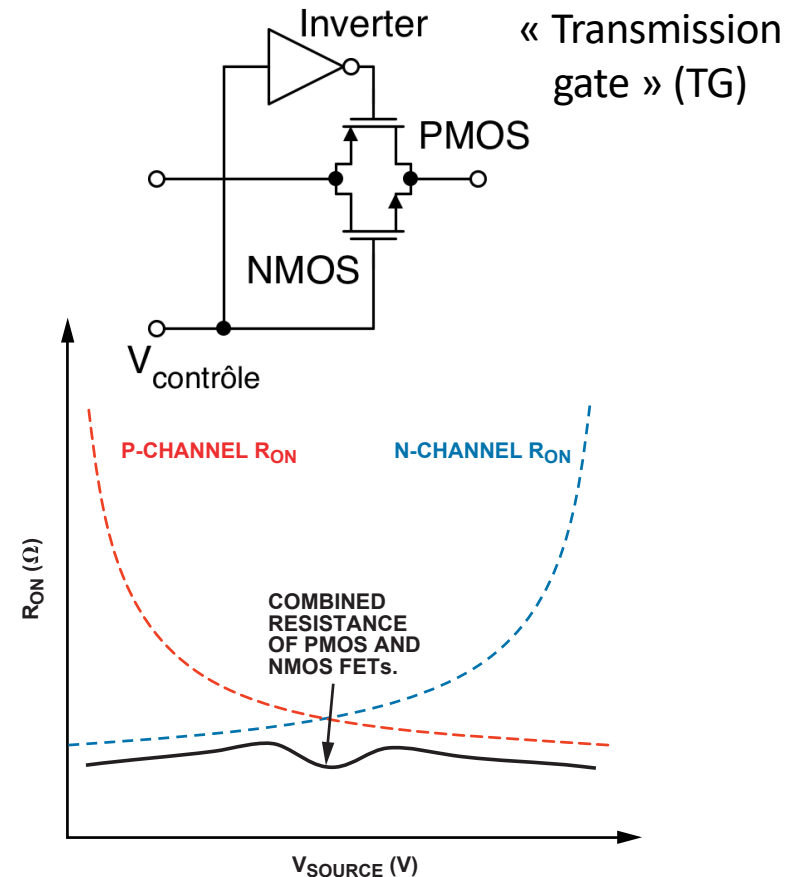 Inverter
« Transmission
gate » (TG)
PMOS
NMOS
Vcontrôle
P-CHANNEL RON
N-CHANNEL RON
COMBINED
RESISTANCE
OF PMOS AND
NMOS FETs.
RON (Ω)
VSOURCE (V)